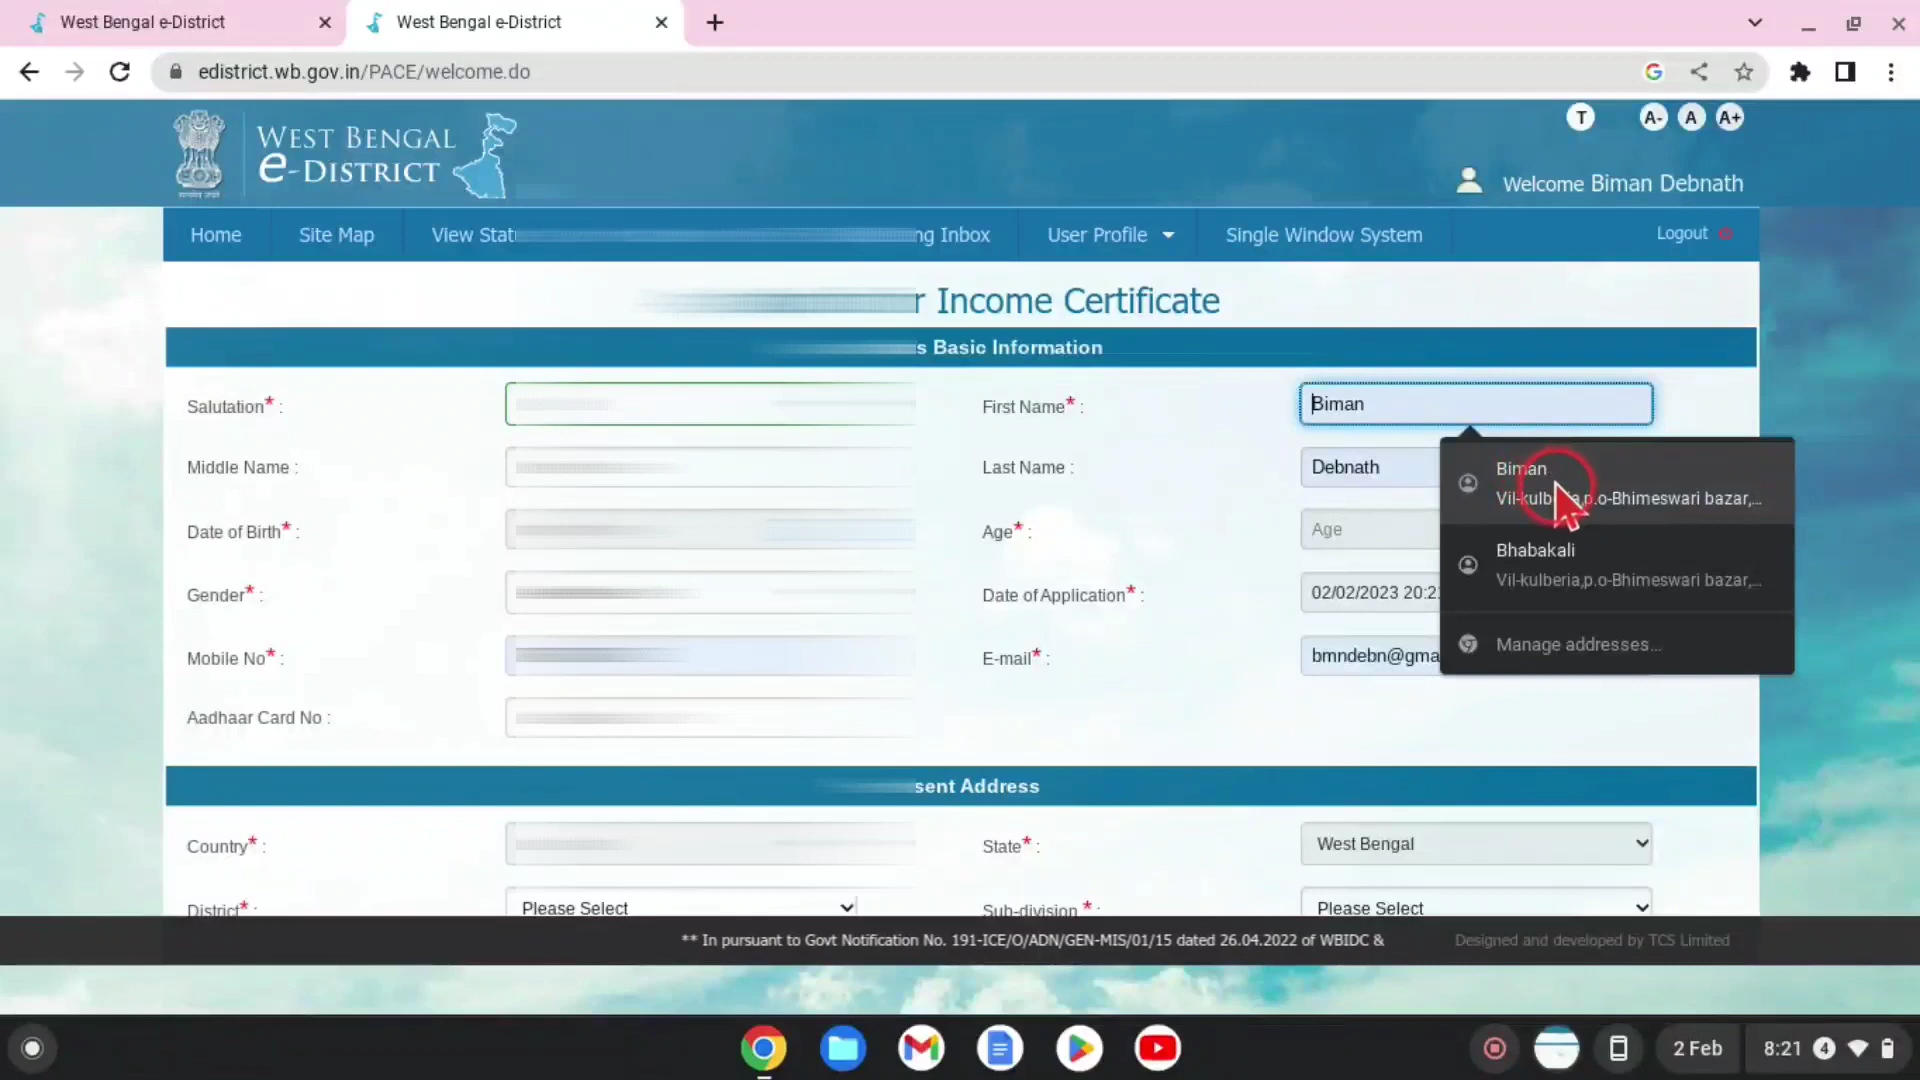 West Bengal e-District
West Bengal e-District
edistrict.wb.gov.in/PACE/welcome.do
T A- A A+
WEST BENGAL
e-DISTRICT
Welcome Biman Debnath
Home Site Map View Stat ng Inbox User Profile Single Window System Logout
r Income Certificate
s Basic Information
Salutation* : First Name* : Biman
Middle Name : Last Name : Debnath
Biman
Vil-kulberia,p.o-Bhimeswari bazar,...
Date of Birth* : Age* : Age
Bhabakali
Vil-kulberia,p.o-Bhimeswari bazar,...
Gender* : Date of Application* : 02/02/2023 20:2
Manage addresses...
Mobile No* : E-mail* : bmndebn@gma
Aadhaar Card No :
sent Address
Country* : State* : West Bengal
District* : Please Select Sub-division * : Please Select
** In pursuant to Govt Notification No. 191-ICE/O/ADN/GEN-MIS/01/15 dated 26.04.2022 of WBIDC & Designed and developed by TCS Limited
2 Feb 8:21 4